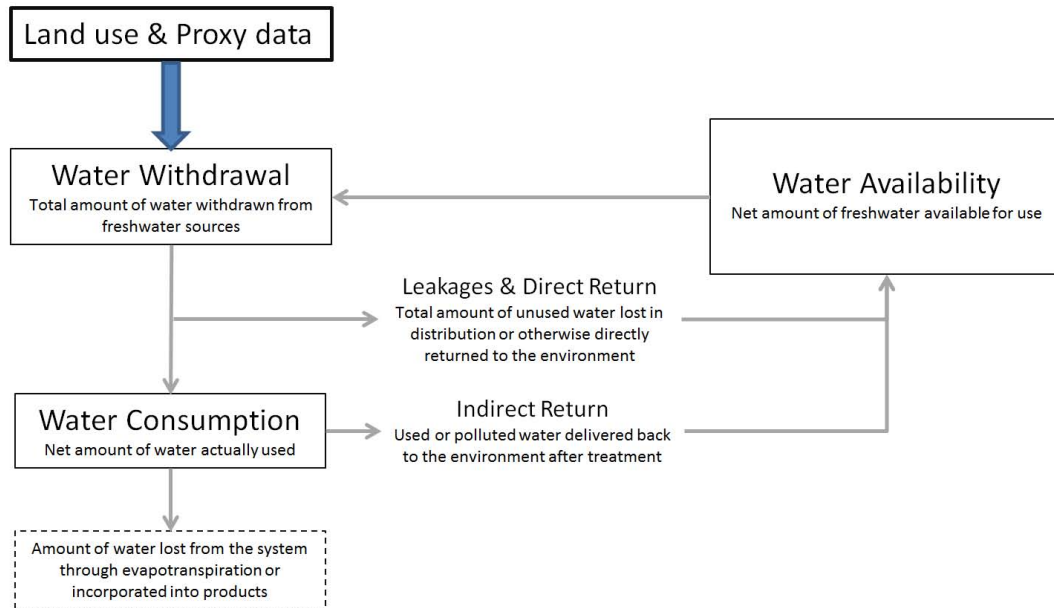 Land use & Proxy data
Water Withdrawal
Total amount of water withdrawn from
freshwater sources
Water Availability
Net amount of freshwater available for use
Leakages & Direct Return
Total amount of unused water lost in
distribution or otherwise directly
returned to the environment
Water Consumption
Net amount of water actually used
Indirect Return
Used or polluted water delivered back
to the environment after treatment
Amount of water lost from the system
through evapotranspiration or
incorporated into products